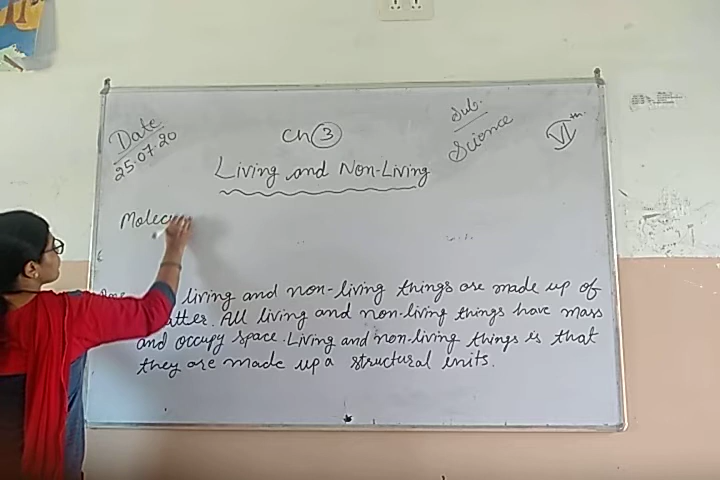 Date
25.07.20
Ch 3
Sub.
Science
VI th.
Living and Non-Living
Molecu
living and non-living things are made up of
atter. All living and non-living things have mass
and occupy space. Living and non-living things is that
they are made up a structural units.